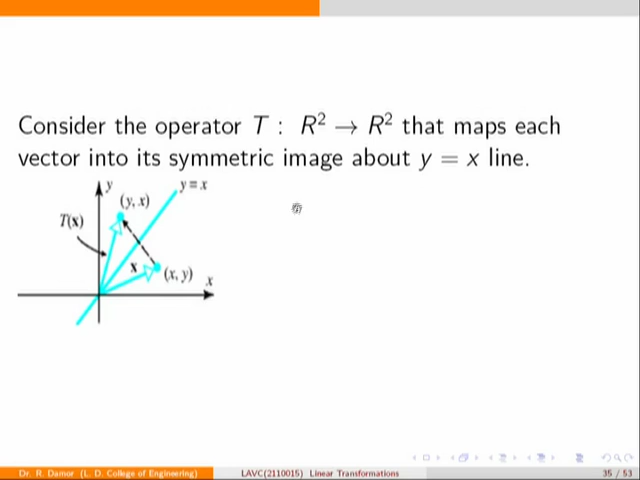 Consider the operator T : R² → R² that maps each
vector into its symmetric image about y = x line.
y
y = x
(y, x)
T(x)
x
(x, y)
x
Dr. R. Damor (L. D. College of Engineering)
LAVC(2110015) Linear Transformations
35 / 53